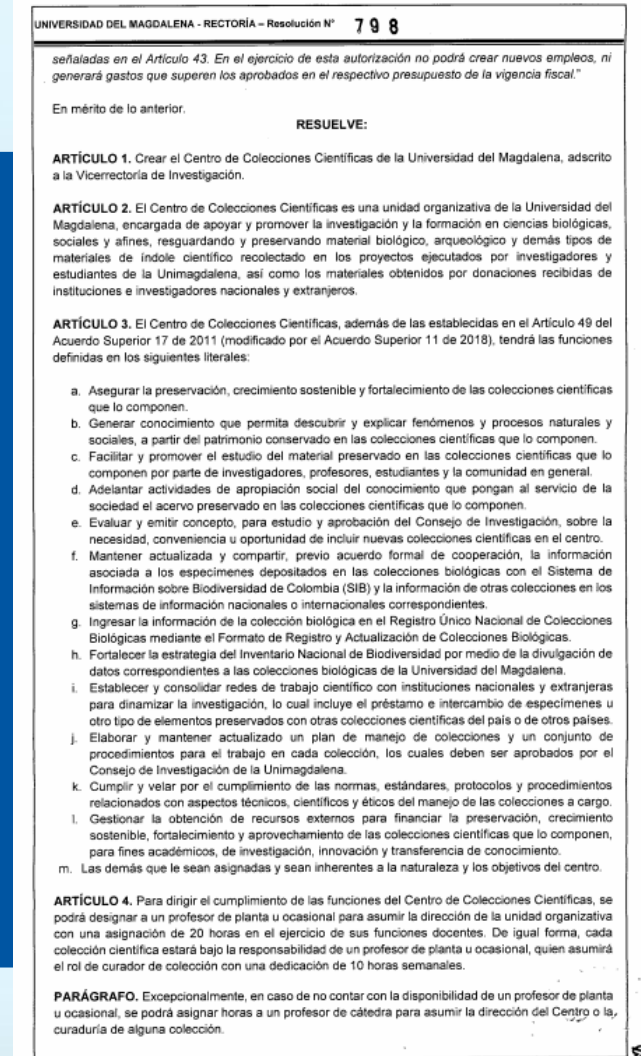 UNIVERSIDAD DEL MAGDALENA - RECTORÍA – Resolución N° 798
señaladas en el Artículo 43. En el ejercicio de esta autorización no podrá crear nuevos empleos, ni
generará gastos que superen los aprobados en el respectivo presupuesto de la vigencia fiscal."
En mérito de lo anterior.
RESUELVE:
ARTÍCULO 1. Crear el Centro de Colecciones Científicas de la Universidad del Magdalena, adscrito
a la Vicerrectoría de Investigación.
ARTÍCULO 2. El Centro de Colecciones Científicas es una unidad organizativa de la Universidad del
Magdalena, encargada de apoyar y promover la investigación y la formación en ciencias biológicas,
sociales y afines, resguardando y preservando material biológico, arqueológico y demás tipos de
materiales de índole científico recolectado en los proyectos ejecutados por investigadores y
estudiantes de la Unimagdalena, así como los materiales obtenidos por donaciones recibidas de
instituciones e investigadores nacionales y extranjeros.
ARTÍCULO 3. El Centro de Colecciones Científicas, además de las establecidas en el Artículo 49 del
Acuerdo Superior 17 de 2011 (modificado por el Acuerdo Superior 11 de 2018), tendrá las funciones
definidas en los siguientes literales:
a. Asegurar la preservación, crecimiento sostenible y fortalecimiento de las colecciones científicas
que lo componen.
b. Generar conocimiento que permita descubrir y explicar fenómenos y procesos naturales y
sociales, a partir del patrimonio conservado en las colecciones científicas que lo componen.
c. Facilitar y promover el estudio del material preservado en las colecciones científicas que lo
componen por parte de investigadores, profesores, estudiantes y la comunidad en general.
d. Adelantar actividades de apropiación social del conocimiento que pongan al servicio de la
sociedad el acervo preservado en las colecciones científicas que lo componen.
e. Evaluar y emitir concepto, para estudio y aprobación del Consejo de Investigación, sobre la
necesidad, conveniencia u oportunidad de incluir nuevas colecciones científicas en el centro.
f. Mantener actualizada y compartir, previo acuerdo formal de cooperación, la información
asociada a los especímenes depositados en las colecciones biológicas con el Sistema de
Información sobre Biodiversidad de Colombia (SIB) y la información de otras colecciones en los
sistemas de información nacionales o internacionales correspondientes.
g. Ingresar la información de la colección biológica en el Registro Único Nacional de Colecciones
Biológicas mediante el Formato de Registro y Actualización de Colecciones Biológicas.
h. Fortalecer la estrategia del Inventario Nacional de Biodiversidad por medio de la divulgación de
datos correspondientes a las colecciones biológicas de la Universidad del Magdalena.
i. Establecer y consolidar redes de trabajo científico con instituciones nacionales y extranjeras
para dinamizar la investigación, lo cual incluye el préstamo e intercambio de especímenes u
otro tipo de elementos preservados con otras colecciones científicas del país o de otros países.
j. Elaborar y mantener actualizado un plan de manejo de colecciones y un conjunto de
procedimientos para el trabajo en cada colección, los cuales deben ser aprobados por el
Consejo de Investigación de la Unimagdalena.
k. Cumplir y velar por el cumplimiento de las normas, estándares, protocolos y procedimientos
relacionados con aspectos técnicos, científicos y éticos del manejo de las colecciones a cargo.
l. Gestionar la obtención de recursos externos para financiar la preservación, crecimiento
sostenible, fortalecimiento y aprovechamiento de las colecciones científicas que lo componen,
para fines académicos, de investigación, innovación y transferencia de conocimiento.
m. Las demás que le sean asignadas y sean inherentes a la naturaleza y los objetivos del centro.
ARTÍCULO 4. Para dirigir el cumplimiento de las funciones del Centro de Colecciones Científicas, se
podrá designar a un profesor de planta u ocasional para asumir la dirección de la unidad organizativa
con una asignación de 20 horas en el ejercicio de sus funciones docentes. De igual forma, cada
colección científica estará bajo la responsabilidad de un profesor de planta u ocasional, quien asumirá
el rol de curador de colección con una dedicación de 10 horas semanales.
PARÁGRAFO. Excepcionalmente, en caso de no contar con la disponibilidad de un profesor de planta
u ocasional, se podrá asignar horas a un profesor de cátedra para asumir la dirección del Centro o la
curaduría de alguna colección.